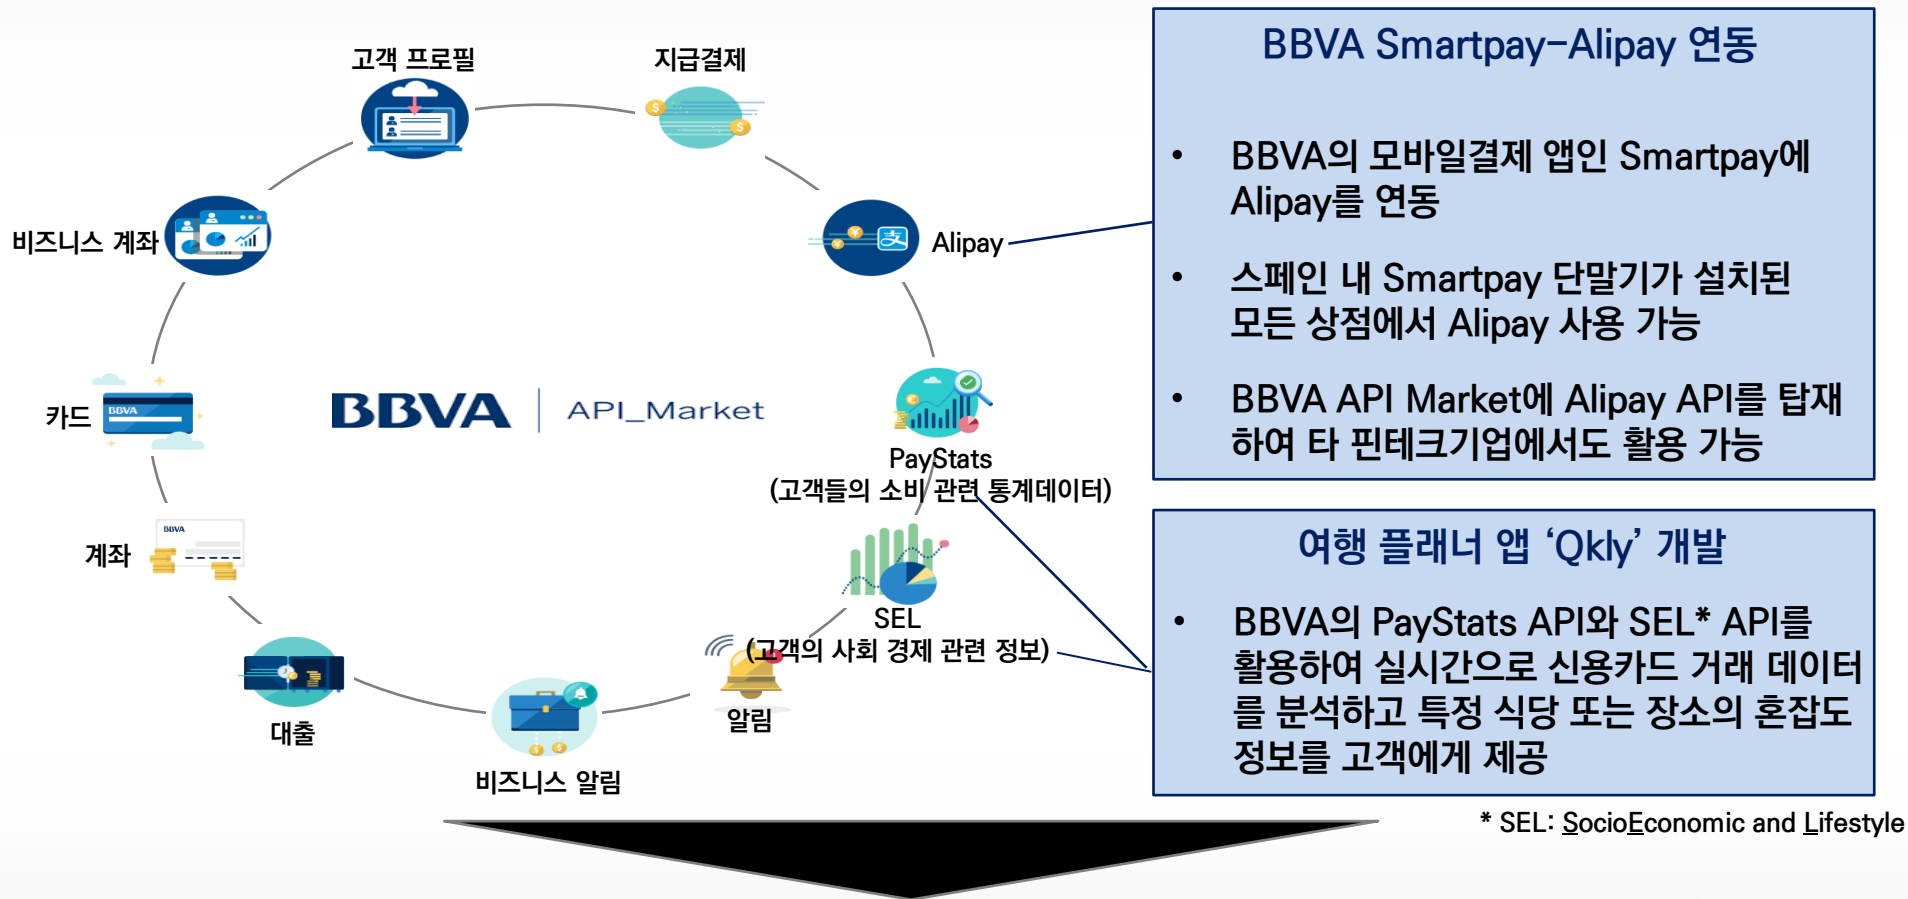 고객 프로필
지급결제
비즈니스 계좌
Alipay
카드
BBVA
BBVA | API_Market
PayStats
(고객들의 소비 관련 통계데이터)
계좌
BBVA
SEL
(고객의 사회 경제 관련 정보)
대출
알림
비즈니스 알림
BBVA Smartpay-Alipay 연동
• BBVA의 모바일결제 앱인 Smartpay에
Alipay를 연동
• 스페인 내 Smartpay 단말기가 설치된
모든 상점에서 Alipay 사용 가능
• BBVA API Market에 Alipay API를 탑재
하여 타 핀테크기업에서도 활용 가능
여행 플래너 앱 ‘Qkly’ 개발
• BBVA의 PayStats API와 SEL* API를
활용하여 실시간으로 신용카드 거래 데이터
를 분석하고 특정 식당 또는 장소의 혼잡도
정보를 고객에게 제공
* SEL: SocioEconomic and Lifestyle